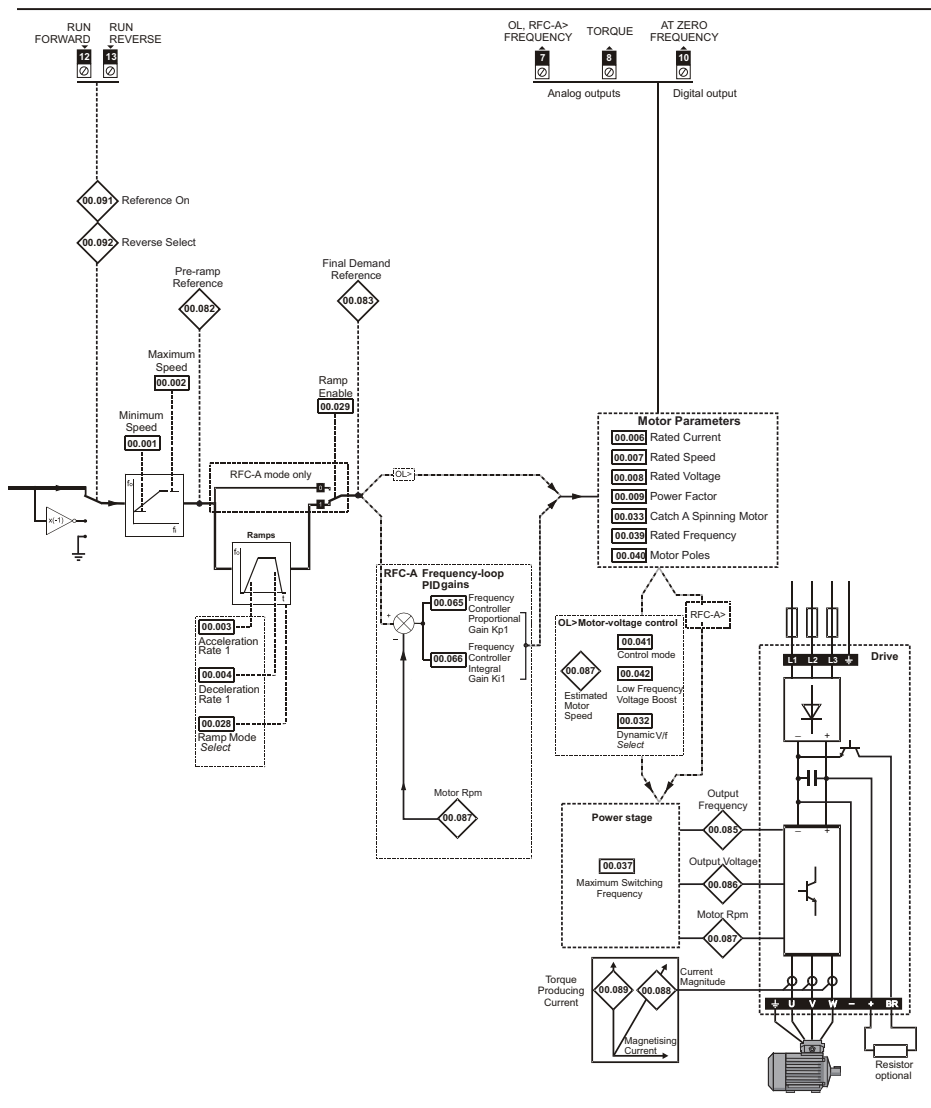 RUN
FORWARD
RUN
REVERSE
12
13
OL, RFC-A>
FREQUENCY
TORQUE
AT ZERO
FREQUENCY
7
8
10
Analog outputs
Digital output
00.091
Reference On
00.092
Reverse Select
Pre-ramp
Reference
00.082
Final Demand
Reference
00.083
Maximum
Speed
00.002
Minimum
Speed
00.001
Ramp
Enable
00.029
RFC-A mode only
OL>
x(-1)
Ramps
t
00.003
Acceleration
Rate 1
00.004
Deceleration
Rate 1
00.028
Ramp Mode
Select
RFC-A Frequency-loop
PIDgains
+
−
00.065
Frequency
Controller
Proportional
Gain Kp1
00.066
Frequency
Controller
Integral
Gain Ki1
Motor Rpm
00.087
Motor Parameters
00.006 Rated Current
00.007 Rated Speed
00.008 Rated Voltage
00.009 Power Factor
00.033 Catch A Spinning Motor
00.039 Rated Frequency
00.040 Motor Poles
RFC-A>
OL>Motor-voltage control
00.041
Control mode
00.087
Estimated
Motor
Speed
00.042
Low Frequency
Voltage Boost
00.032
Dynamic V/f
Select
Power stage
00.037
Maximum Switching
Frequency
Output
Frequency
00.085
Output Voltage
00.086
Motor Rpm
00.087
L1 L2 L3
Drive
− +
− +
Torque
Producing
Current
00.089
00.088
Current
Magnitude
Magnetising
Current
U V W − + BR
Resistor
optional